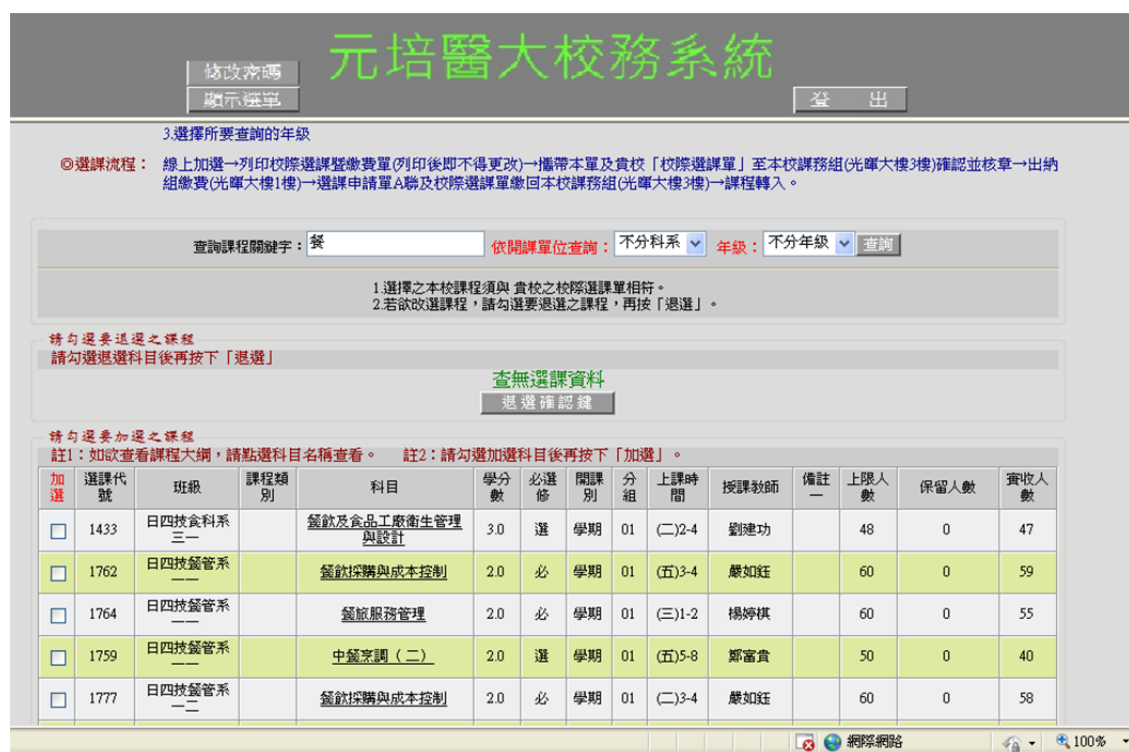 元培醫大校務系統
修改密碼
顯示選單
登 出
3.選擇所要查詢的年級
◎選課流程： 線上加選→列印校際選課暨繳費單(列印後即不得更改)→攜帶本單及貴校「校際選課單」至本校課務組(光暉大樓3樓)確認並核章→出納
組繳費(光暉大樓1樓)→選課申請單A聯及校際選課單繳回本校課務組(光暉大樓3樓)→課程轉入。
查詢課程關鍵字：餐 依開課單位查詢：不分科系 年級：不分年級 查詢
1.選擇之本校課程須與 貴校之校際選課單相符。
2.若欲改選課程，請勾選要退選之課程，再按「退選」。
請勾選要退選之課程
請勾選退選科目後再按下「退選」
查無選課資料
退選確認鍵
請勾選要加選之課程
註1：如欲查看課程大綱，請點選科目名稱查看。 註2：請勾選加選科目後再按下「加選」。
加選 選課代號 班級 課程類別 科目 學分數 必選修 開課別 分組 上課時間 授課教師 備註一 上限人數 保留人數 實收人數
1433 日四技食科系三一 餐飲及食品工廠衛生管理與設計 3.0 選 學期 01 (二)2-4 劉建功 48 0 47
1762 日四技餐管系一一 餐飲採購與成本控制 2.0 必 學期 01 (五)3-4 嚴如鈺 60 0 59
1764 日四技餐管系一一 餐旅服務管理 2.0 必 學期 01 (三)1-2 楊婷棋 60 0 55
1759 日四技餐管系一一 中餐烹調（二） 2.0 選 學期 01 (五)5-8 鄭富貴 50 0 40
1777 日四技餐管系一二 餐飲採購與成本控制 2.0 必 學期 01 (二)3-4 嚴如鈺 60 0 58
網際網路 100%